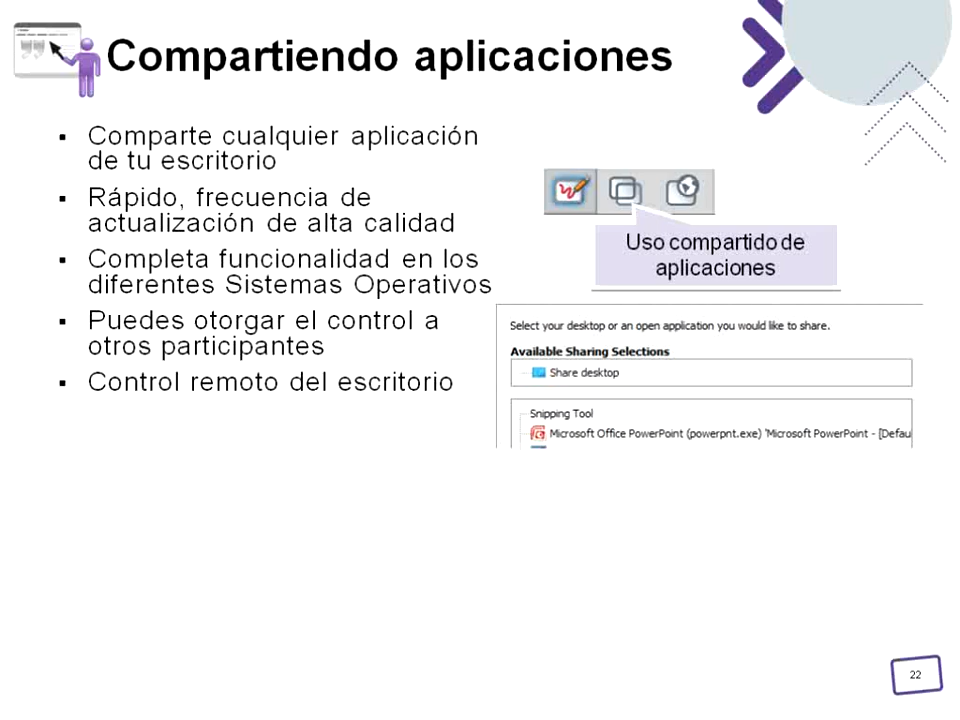 Compartiendo aplicaciones
Comparte cualquier aplicación
de tu escritorio
Rápido, frecuencia de
actualización de alta calidad
Completa funcionalidad en los
diferentes Sistemas Operativos
Puedes otorgar el control a
otros participantes
Control remoto del escritorio
Uso compartido de
aplicaciones
Select your desktop or an open application you would like to share.
Available Sharing Selections
Share desktop
Snipping Tool
Microsoft Office PowerPoint (powerpnt.exe) 'Microsoft PowerPoint - [Defau
22